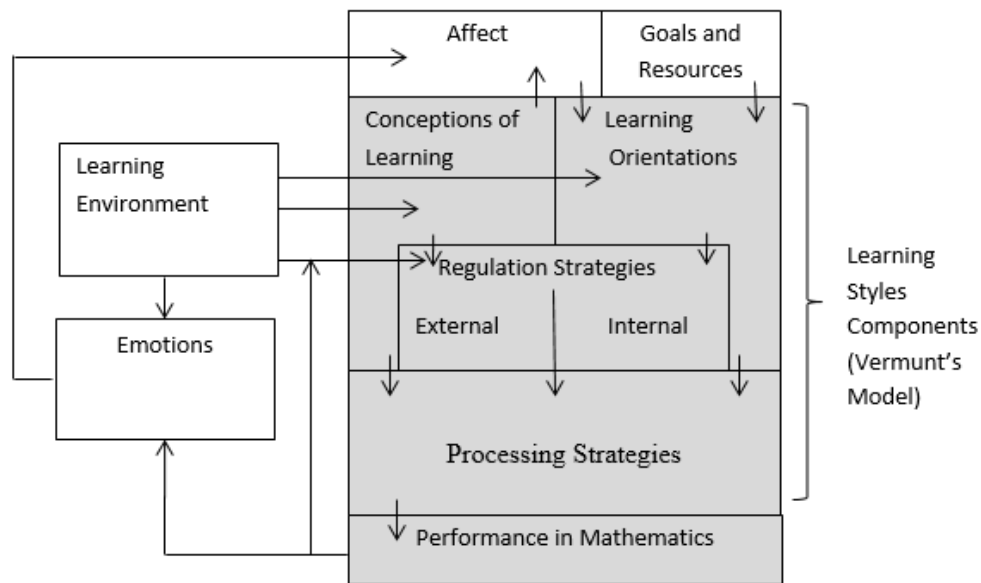 Affect
Goals and
Resources
Conceptions of
Learning
Learning
Orientations
Learning
Environment
Regulation Strategies
External
Internal
Emotions
Learning
Styles
Components
(Vermunt's
Model)
Processing Strategies
Performance in Mathematics